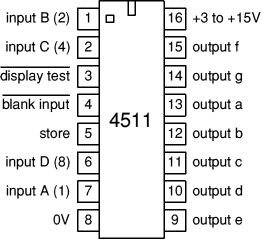 input B (2) 1 16 +3 to +15V
input C (4) 2 15 output f
display test 3 14 output g
blank input 4 13 output a
4511
store 5 12 output b
input D (8) 6 11 output c
input A (1) 7 10 output d
0V 8 9 output e